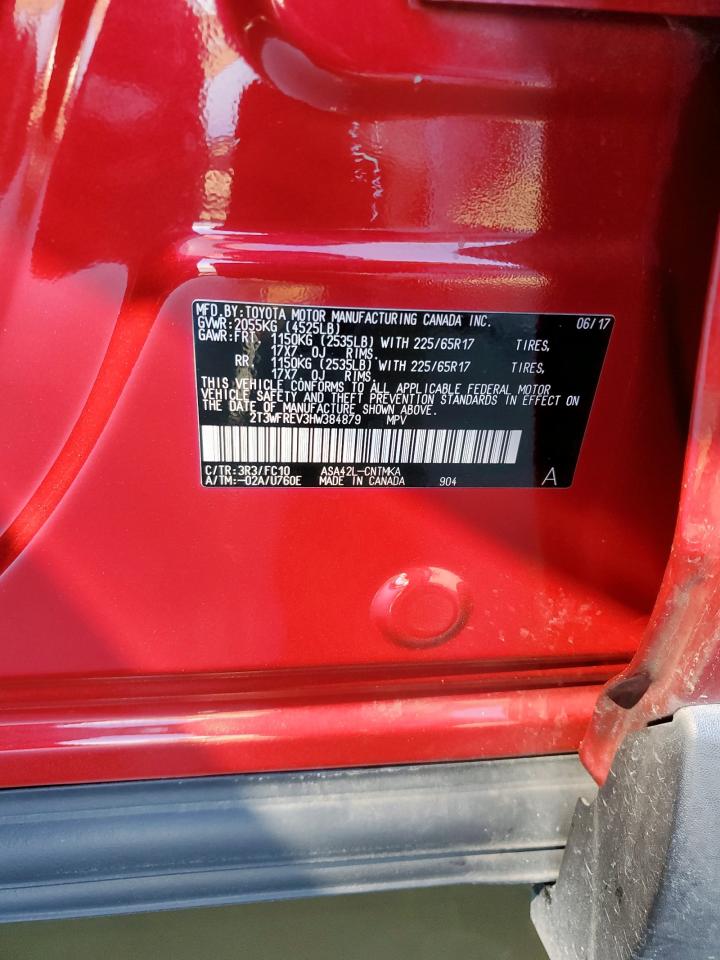 MFD.BY:TOYOTA MOTOR MANUFACTURING CANADA INC. 06/17
GVWR:2055KG (4525LB)
GAWR:FRT 1150KG (2535LB) WITH 225/65R17 TIRES,
17X7.0J RIMS.
RR 1150KG (2535LB) WITH 225/65R17 TIRES,
17X7.0J RIMS.
THIS VEHICLE CONFORMS TO ALL APPLICABLE FEDERAL MOTOR
VEHICLE SAFETY AND THEFT PREVENTION STANDARDS IN EFFECT ON
THE DATE OF MANUFACTURE SHOWN ABOVE.
2T3WFREV3HW384879 MPV
C/TR:3R3/FC10 ASA42L-CNTMKA
A/TM:-02A/U760E MADE IN CANADA 904 A